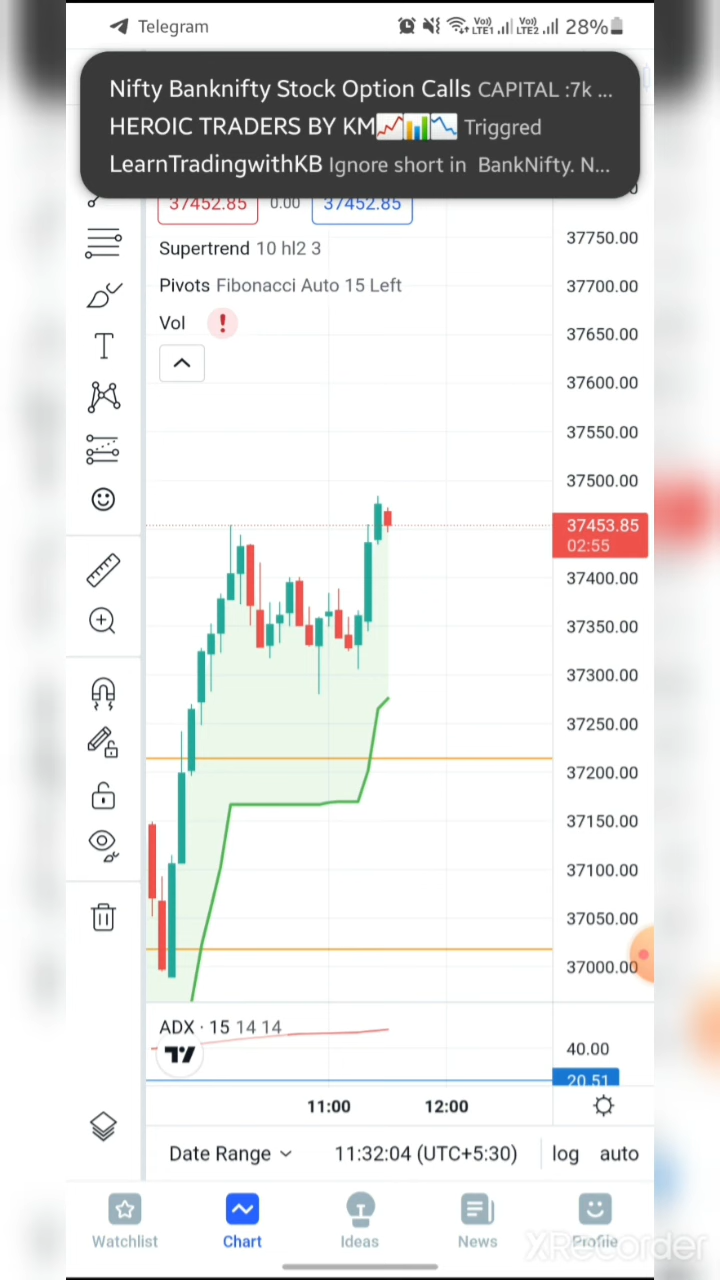 Telegram
Vo)) LTE1 Vo)) LTE2 28%
Nifty Banknifty Stock Option Calls CAPITAL :7k ...
HEROIC TRADERS BY KM Triggred
LearnTradingwithKB Ignore short in BankNifty. N...
37452.85 0.00 37452.85
Supertrend 10 hl2 3
Pivots Fibonacci Auto 15 Left
Vol
37750.00
37700.00
37650.00
37600.00
37550.00
37500.00
37453.85
02:55
37400.00
37350.00
37300.00
37250.00
37200.00
37150.00
37100.00
37050.00
37000.00
ADX · 15 14 14
40.00
20.51
11:00 12:00
Date Range 11:32:04 (UTC+5:30) log auto
Watchlist Chart Ideas News Profile
XRecorder